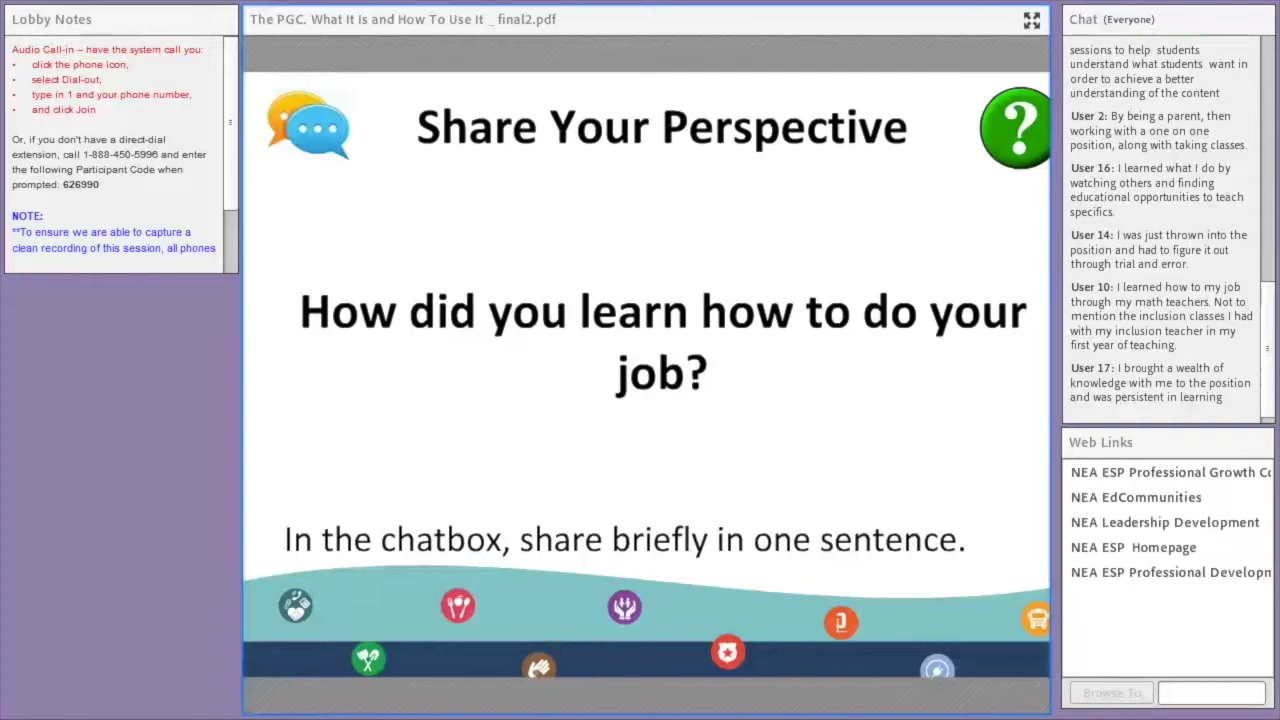 Lobby Notes
Audio Call-in – have the system call you:
• click the phone icon,
• select Dial-out,
• type in 1 and your phone number,
• and click Join
Or, if you don't have a direct-dial
extension, call 1-888-450-5996 and enter
the following Participant Code when
prompted: 626990
NOTE:
**To ensure we are able to capture a
clean recording of this session, all phones
The PGC. What It Is and How To Use It _ final2.pdf
Share Your Perspective
?
How did you learn how to do your
job?
In the chatbox, share briefly in one sentence.
Chat (Everyone)
sessions to help students
understand what students want in
order to achieve a better
understanding of the content
User 2: By being a parent, then
working with a one on one
position, along with taking classes.
User 16: I learned what I do by
watching others and finding
educational opportunities to teach
specifics.
User 14: I was just thrown into the
position and had to figure it out
through trial and error.
User 10: I learned how to my job
through my math teachers. Not to
mention the inclusion classes I had
with my inclusion teacher in my
first year of teaching.
User 17: I brought a wealth of
knowledge with me to the position
and was persistent in learning
Web Links
NEA ESP Professional Growth Co
NEA EdCommunities
NEA Leadership Development
NEA ESP Homepage
NEA ESP Professional Developm
Browse To